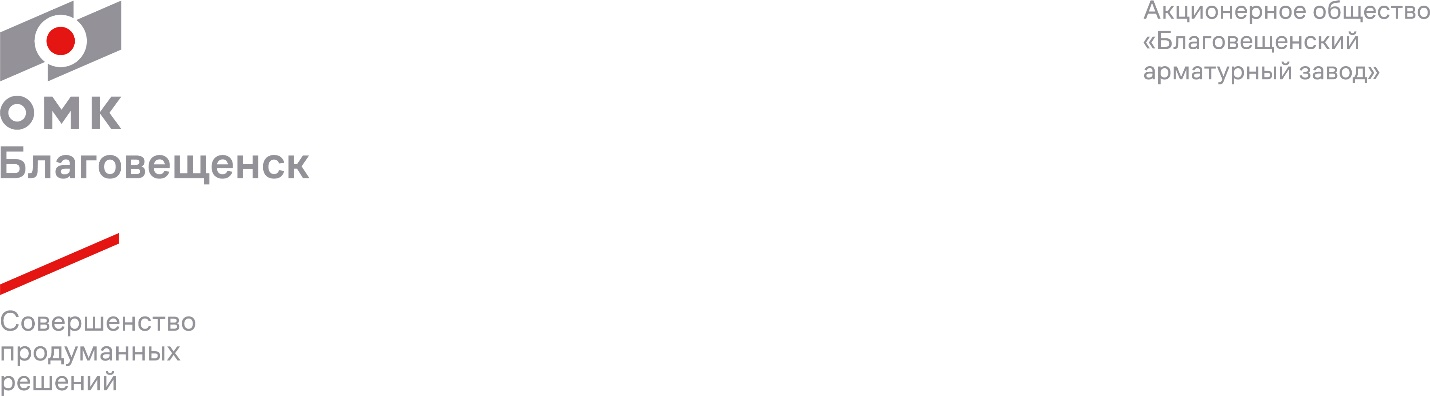 ОМК
Благовещенск
Совершенство
продуманных
решений
Акционерное общество
«Благовещенский
арматурный завод»